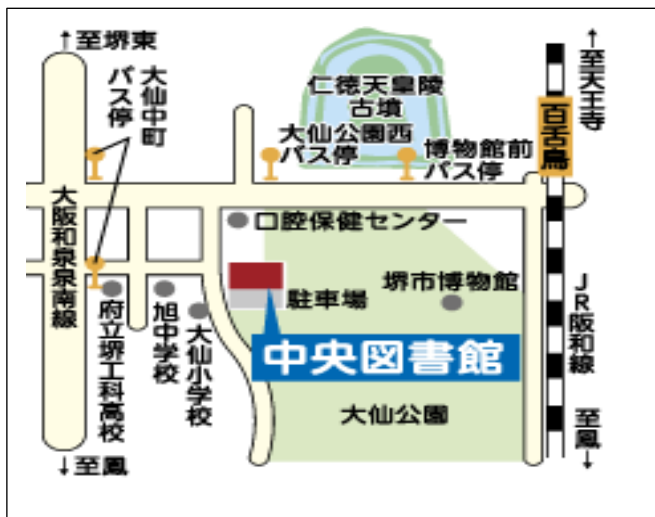 ↑至堺東
大仙中町
バス停
仁徳天皇陵
古墳
大仙公園西
バス停
博物館前
バス停
↑至天王寺
百舌鳥
大阪和泉泉南線
口腔保健センター
駐車場
堺市博物館
JR阪和線
府立堺工科高校
旭中学校
大仙小学校
中央図書館
大仙公園
↓至鳳
至鳳↓